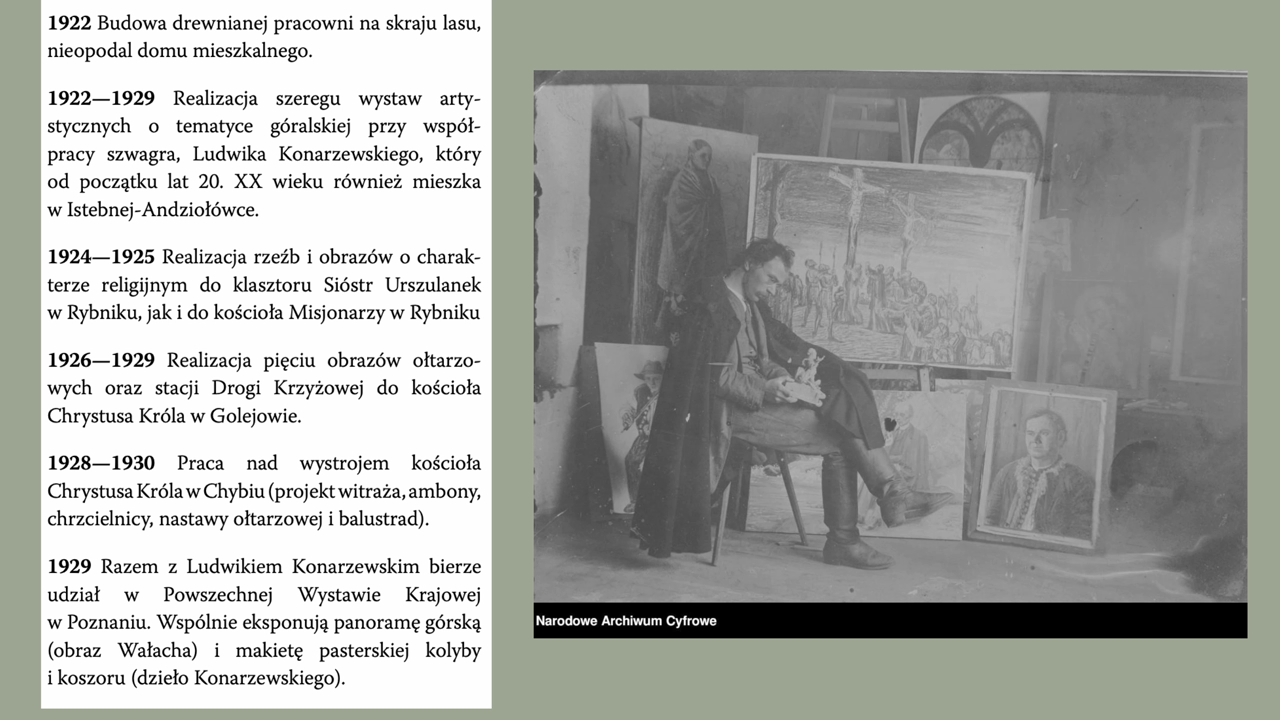 1922 Budowa drewnianej pracowni na skraju lasu,
nieopodal domu mieszkalnego.
1922—1929 Realizacja szeregu wystaw arty-
stycznych o tematyce góralskiej przy współ-
pracy szwagra, Ludwika Konarzewskiego, który
od początku lat 20. XX wieku również mieszka
w Istebnej-Andziołówce.
1924—1925 Realizacja rzeźb i obrazów o charak-
terze religijnym do klasztoru Sióstr Urszulanek
w Rybniku, jak i do kościoła Misjonarzy w Rybniku
1926—1929 Realizacja pięciu obrazów ołtarzo-
wych oraz stacji Drogi Krzyżowej do kościoła
Chrystusa Króla w Golejowie.
1928—1930 Praca nad wystrojem kościoła
Chrystusa Króla w Chybiu (projekt witraża, ambony,
chrzcielnicy, nastawy ołtarzowej i balustrad).
1929 Razem z Ludwikiem Konarzewskim bierze
udział w Powszechnej Wystawie Krajowej
w Poznaniu. Wspólnie eksponują panoramę górską
(obraz Wałacha) i makietę pasterskiej kolyby
i koszoru (dzieło Konarzewskiego).
Narodowe Archiwum Cyfrowe